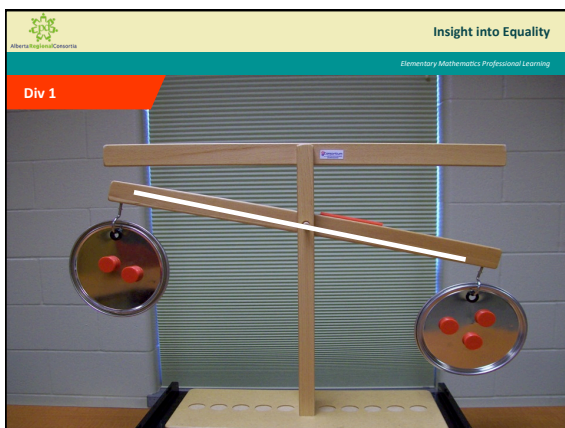 Insight into Equality
AlbertaRegionalConsortia
Elementary Mathematics Professional Learning
Div 1